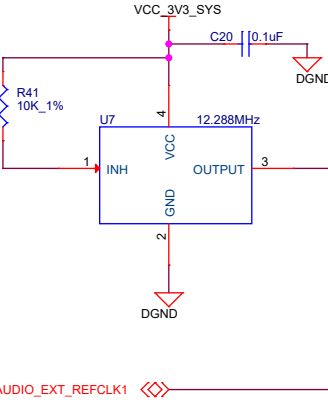 VCC_3V3_SYS
C20
0.1uF
DGND
R41
10K_1%
U7
12.288MHz
4
VCC
1
INH
OUTPUT
3
GND
2
DGND
AUDIO_EXT_REFCLK1